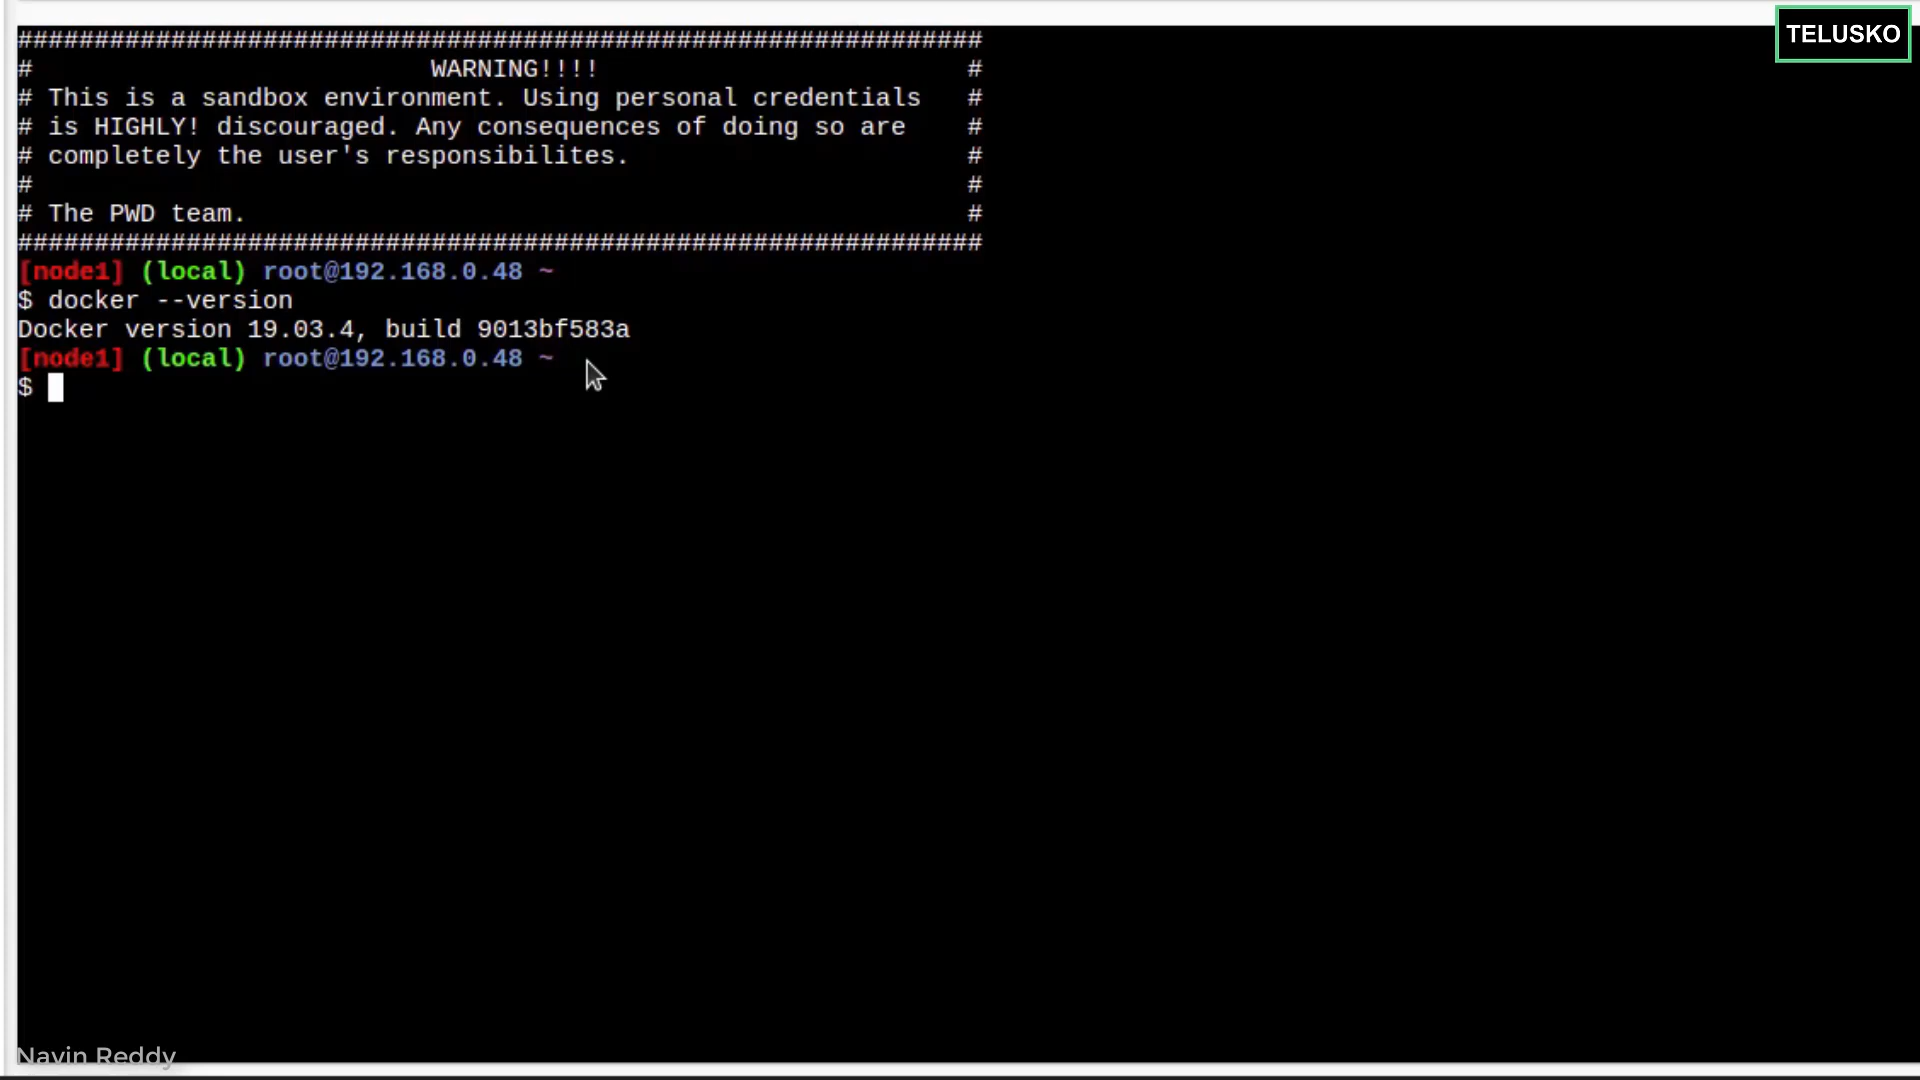 TELUSKO
###############################################################
# WARNING!!!! #
# This is a sandbox environment. Using personal credentials #
# is HIGHLY! discouraged. Any consequences of doing so are #
# completely the user's responsibilites. #
# #
# The PWD team. #
###############################################################
[node1] (local) root@192.168.0.48 ~
$ docker --version
Docker version 19.03.4, build 9013bf583a
[node1] (local) root@192.168.0.48 ~
$
Navin Reddy